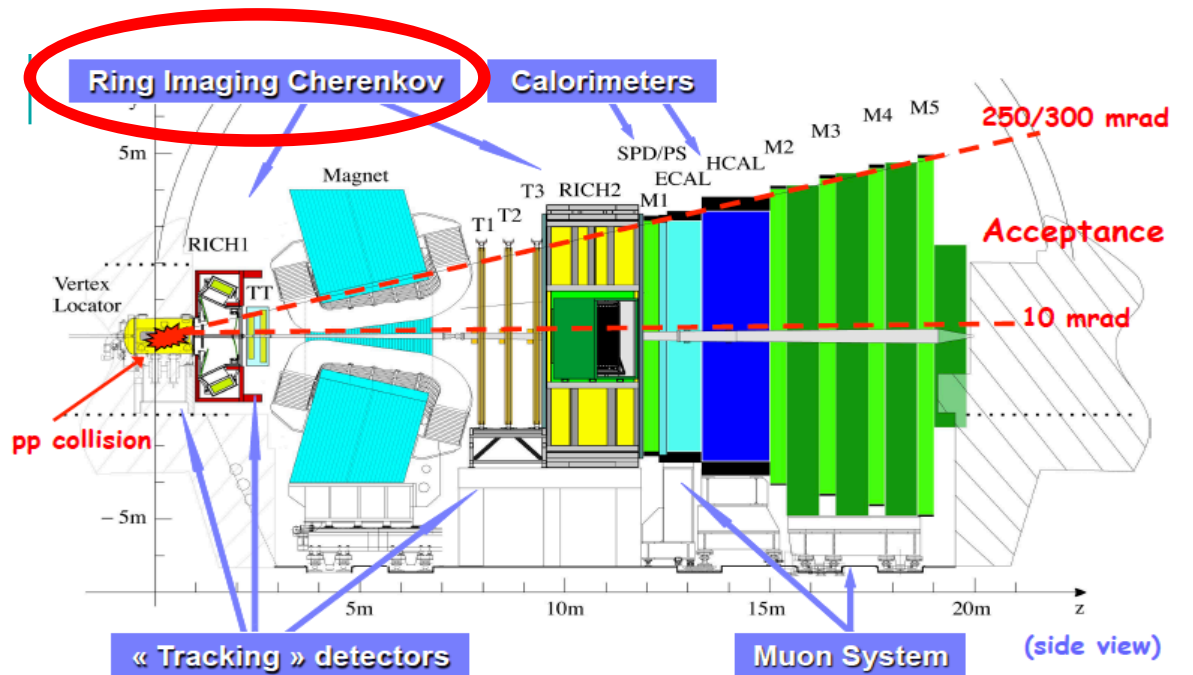 Ring Imaging Cherenkov
Calorimeters
y
250/300 mrad
5m
Magnet
SPD/PS
ECAL
HCAL
M1
M2
M3
M4
M5
T1
T2
T3
RICH2
RICH1
TT
Acceptance
Vertex
Locator
10 mrad
pp collision
– 5m
5m
10m
15m
20m
z
« Tracking » detectors
Muon System
(side view)